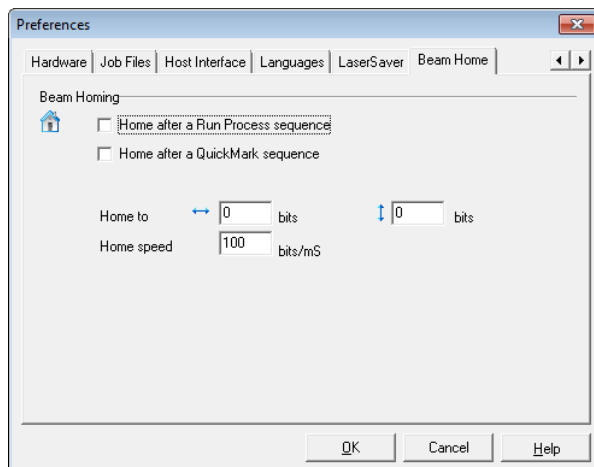 Preferences
Hardware Job Files Host Interface Languages LaserSaver Beam Home
Beam Homing
Home after a Run Process sequence
Home after a QuickMark sequence
Home to 0 bits 0 bits
Home speed 100 bits/mS
OK Cancel Help